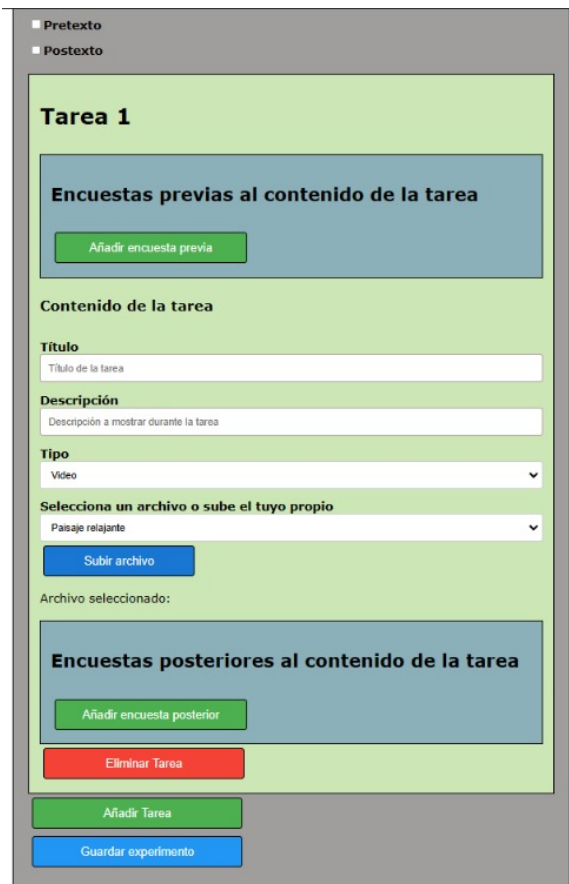 Pretexto
Postexto
Tarea 1
Encuestas previas al contenido de la tarea
Añadir encuesta previa
Contenido de la tarea
Título
Título de la tarea
Descripción
Descripción a mostrar durante la tarea
Tipo
Video
Selecciona un archivo o sube el tuyo propio
Paisaje relajante
Subir archivo
Archivo seleccionado:
Encuestas posteriores al contenido de la tarea
Añadir encuesta posterior
Eliminar Tarea
Añadir Tarea
Guardar experimento